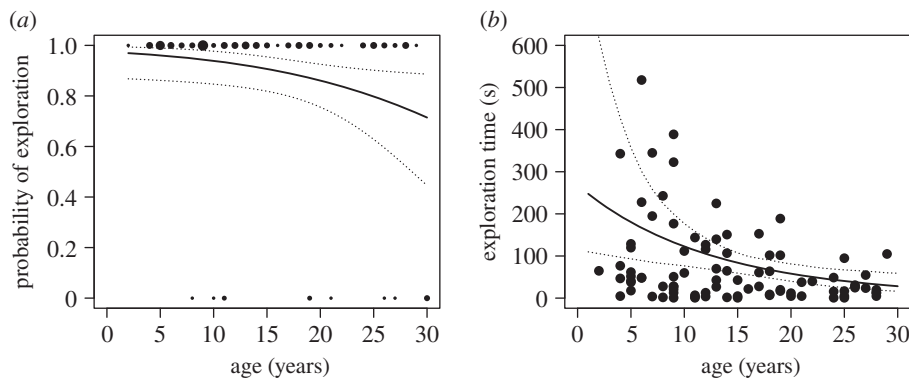 (a)
(b)
1.0
0.8
0.6
0.4
0.2
0
probability of exploration
0 5 10 15 20 25 30
age (years)
600
500
400
300
200
100
0
exploration time (s)
0 5 10 15 20 25 30
age (years)